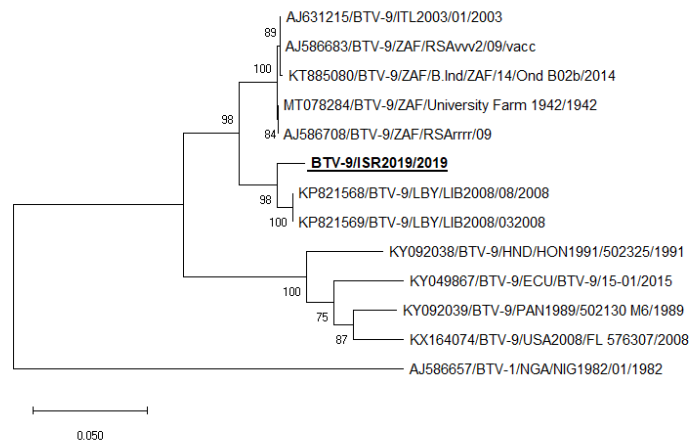 AJ631215/BTV-9/ITL2003/01/2003
89
AJ586683/BTV-9/ZAF/RSAvvv2/09/vacc
100
KT885080/BTV-9/ZAF/B.Ind/ZAF/14/Ond B02b/2014
MT078284/BTV-9/ZAF/University Farm 1942/1942
98
84
AJ586708/BTV-9/ZAF/RSArrrr/09
BTV-9/ISR2019/2019
98
KP821568/BTV-9/LBY/LIB2008/08/2008
100
KP821569/BTV-9/LBY/LIB2008/032008
KY092038/BTV-9/HND/HON1991/502325/1991
100
KY049867/BTV-9/ECU/BTV-9/15-01/2015
75
KY092039/BTV-9/PAN1989/502130 M6/1989
87
KX164074/BTV-9/USA2008/FL 576307/2008
AJ586657/BTV-1/NGA/NIG1982/01/1982
0.050